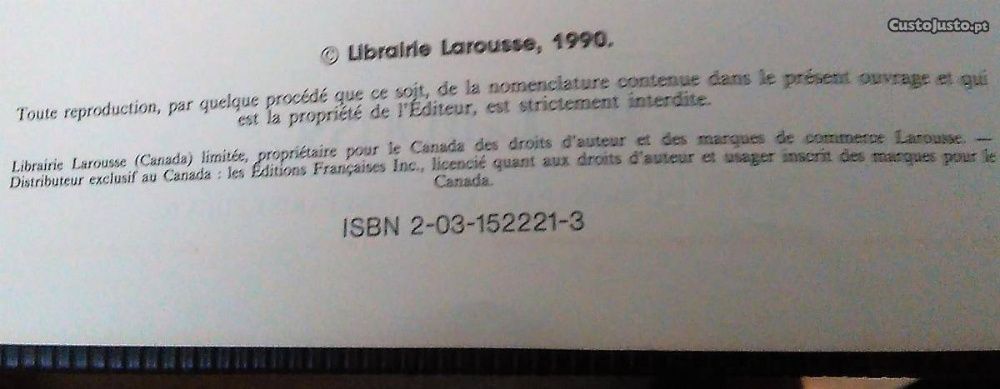 CustoJusto.pt
© Librairie Larousse, 1990.
Toute reproduction, par quelque procédé que ce soit, de la nomenclature contenue dans le présent ouvrage et qui
est la propriété de l'Éditeur, est strictement interdite.
Librairie Larousse (Canada) limitée, propriétaire pour le Canada des droits d'auteur et des marques de commerce Larousse. —
Distributeur exclusif au Canada : les Éditions Françaises Inc., licencié quant aux droits d'auteur et usager inscrit des marques pour le
Canada.
ISBN 2-03-152221-3